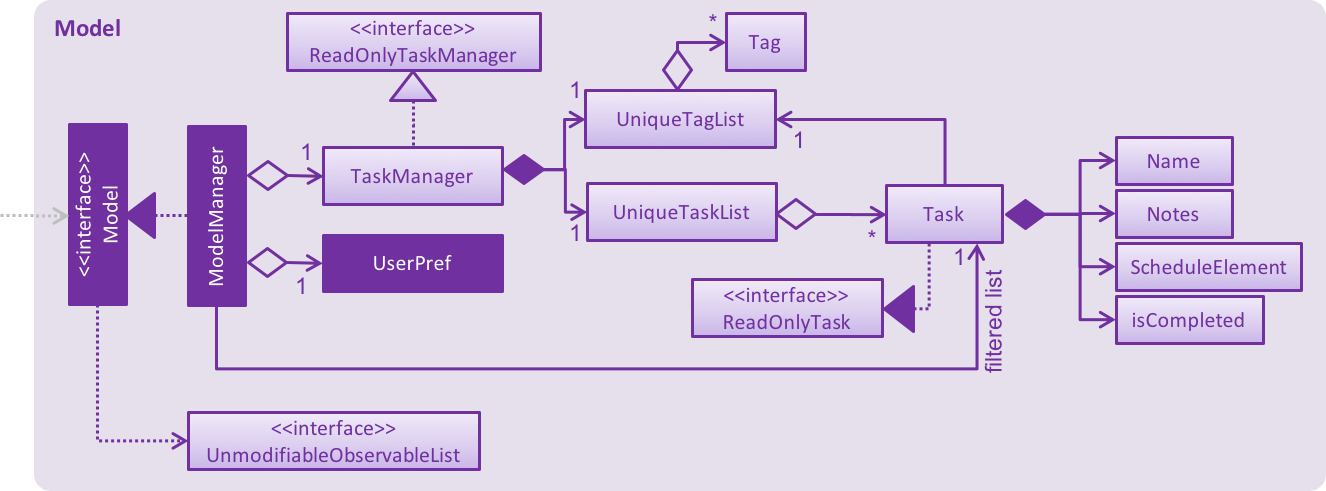 Model
<<interface>>
ReadOnlyTaskManager
*
Tag
<<interface>>
Model
ModelManager
1
TaskManager
1
UniqueTagList
1
UniqueTaskList
1
*
Task
1
filtered list
Name
Notes
ScheduleElement
isCompleted
1
UserPref
<<interface>>
ReadOnlyTask
<<interface>>
UnmodifiableObservableList